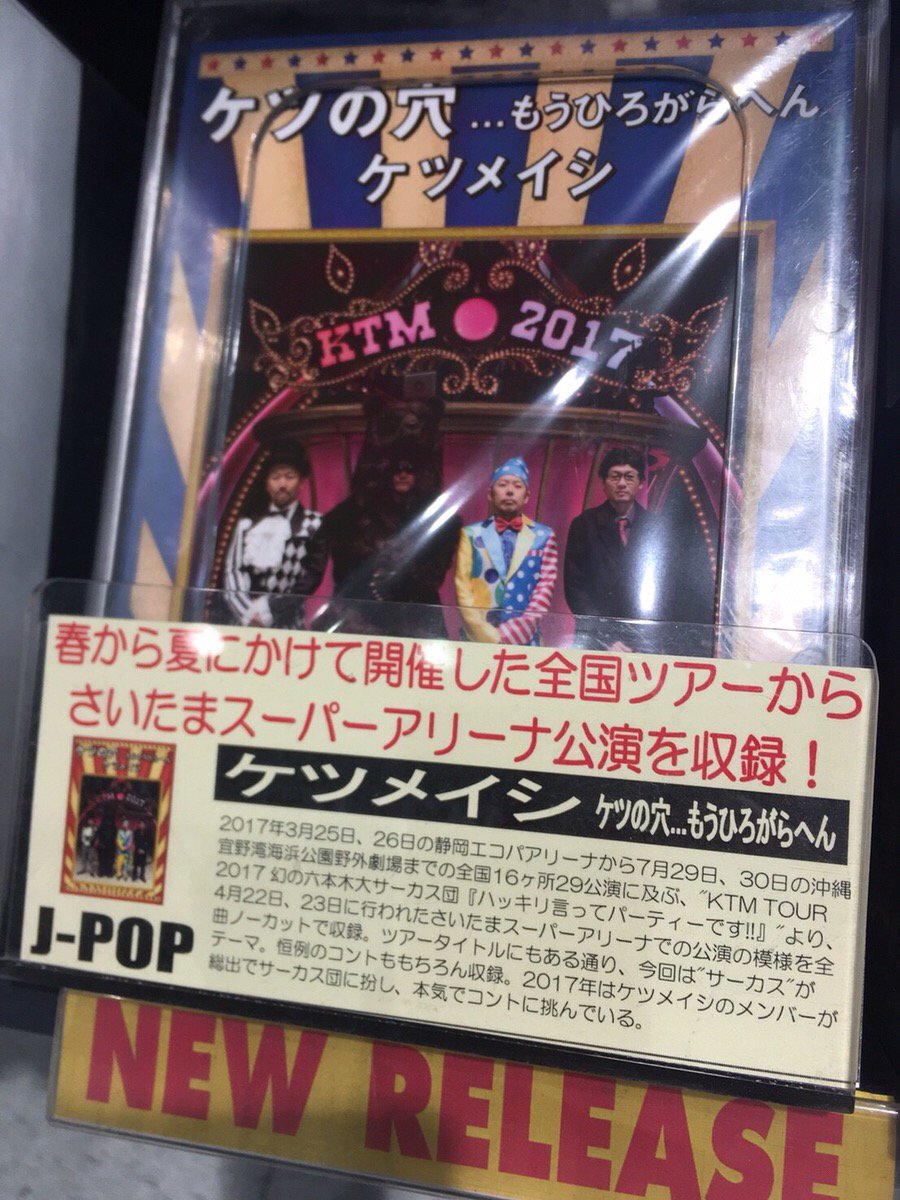 ケツの穴 …もうひろがらへん
ケツメイシ
KTM 2017
春から夏にかけて開催した全国ツアーから
さいたまスーパーアリーナ公演を収録！
ケツメイシ ケツの穴…もうひろがらへん
2017年3月25日、26日の静岡エコパアリーナから7月29日、30日の沖縄
宜野湾海浜公園野外劇場までの全国16ヶ所29公演に及ぶ、"KTM TOUR
2017 幻の六本木大サーカス団『ハッキリ言ってパーティーです!!』"より、
4月22日、23日に行われたさいたまスーパーアリーナでの公演の模様を全
曲ノーカットで収録。ツアータイトルにもある通り、今回は"サーカス"が
テーマ。恒例のコントももちろん収録。2017年はケツメイシのメンバーが
総出でサーカス団に扮し、本気でコントに挑んでいる。
J-POP
NEW RELEASE